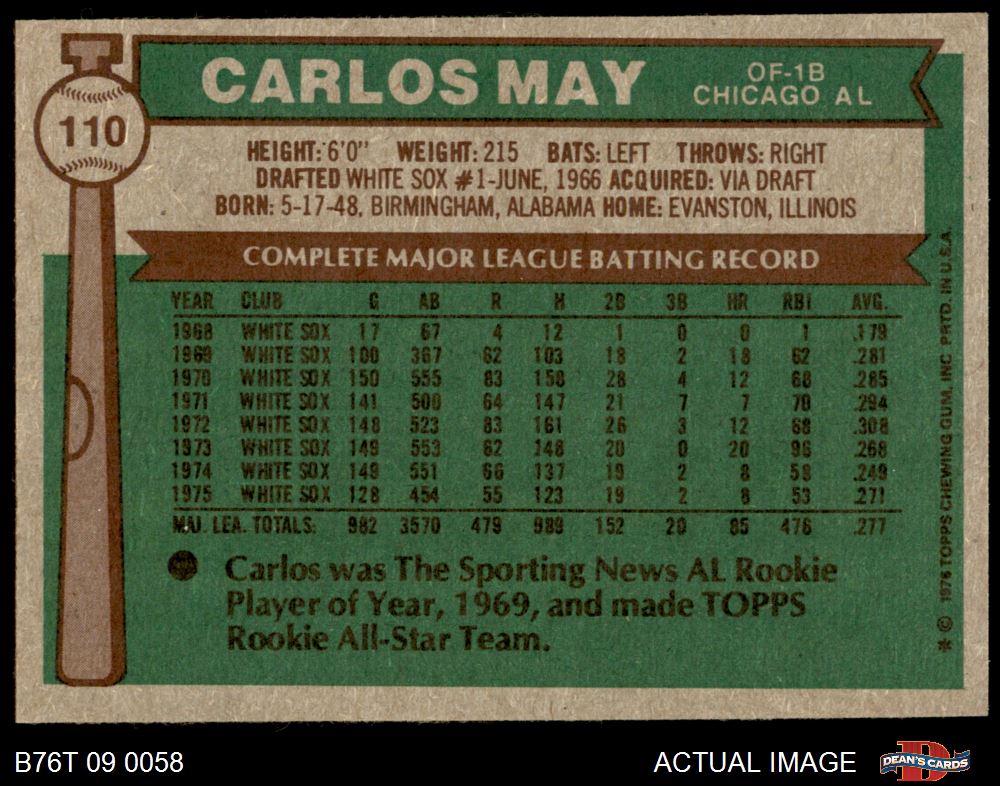 CARLOS MAY
OF-1B
CHICAGO AL
110
HEIGHT: 6'0" WEIGHT: 215 BATS: LEFT THROWS: RIGHT
DRAFTED WHITE SOX #1-JUNE, 1966 ACQUIRED: VIA DRAFT
BORN: 5-17-48, BIRMINGHAM, ALABAMA HOME: EVANSTON, ILLINOIS
COMPLETE MAJOR LEAGUE BATTING RECORD
YEAR CLUB G AB R H 2B 3B HR RBI AVG.
1968 WHITE SOX 17 67 4 12 1 0 0 1 .179
1969 WHITE SOX 100 367 62 103 18 2 18 62 .281
1970 WHITE SOX 150 555 83 158 28 4 12 68 .285
1971 WHITE SOX 141 500 64 147 21 7 7 70 .294
1972 WHITE SOX 148 523 83 161 26 3 12 68 .308
1973 WHITE SOX 149 553 62 148 20 0 20 96 .268
1974 WHITE SOX 149 551 66 137 19 2 8 58 .249
1975 WHITE SOX 128 454 55 123 19 2 8 53 .271
MAJ. LEA. TOTALS: 982 3570 479 989 152 20 85 476 .277
Carlos was The Sporting News AL Rookie
Player of Year, 1969, and made TOPPS
Rookie All-Star Team.
* © 1976 TOPPS CHEWING GUM, INC. PRTD. IN U.S.A.
B76T 09 0058
ACTUAL IMAGE
D
DEAN'S CARDS